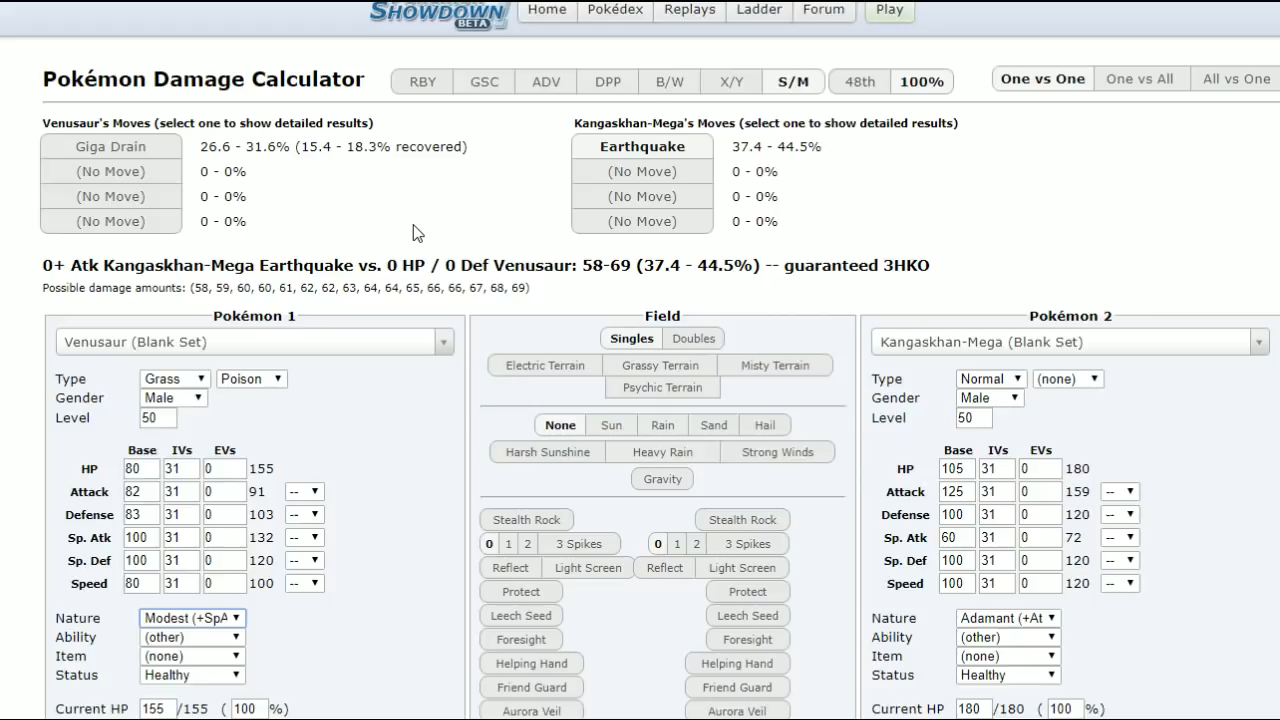 SHOWDOWN BETA Home Pokédex Replays Ladder Forum Play
Pokémon Damage Calculator RBY GSC ADV DPP B/W X/Y S/M 48th 100% One vs One One vs All All vs One
Venusaur's Moves (select one to show detailed results) Kangaskhan-Mega's Moves (select one to show detailed results)
Giga Drain 26.6 - 31.6% (15.4 - 18.3% recovered) Earthquake 37.4 - 44.5%
(No Move) 0 - 0% (No Move) 0 - 0%
(No Move) 0 - 0% (No Move) 0 - 0%
(No Move) 0 - 0% (No Move) 0 - 0%
0+ Atk Kangaskhan-Mega Earthquake vs. 0 HP / 0 Def Venusaur: 58-69 (37.4 - 44.5%) -- guaranteed 3HKO
Possible damage amounts: (58, 59, 60, 60, 61, 62, 62, 63, 64, 64, 65, 66, 66, 67, 68, 69)
Pokémon 1 Field Pokémon 2
Venusaur (Blank Set) Singles Doubles Kangaskhan-Mega (Blank Set)
Electric Terrain Grassy Terrain Misty Terrain
Type Grass Poison Psychic Terrain Type Normal (none)
Gender Male Gender Male
Level 50 None Sun Rain Sand Hail Level 50
Base IVs EVs Harsh Sunshine Heavy Rain Strong Winds Base IVs EVs
HP 80 31 0 155 Gravity HP 105 31 0 180
Attack 82 31 0 91 -- Attack 125 31 0 159 --
Defense 83 31 0 103 -- Stealth Rock Stealth Rock Defense 100 31 0 120 --
Sp. Atk 100 31 0 132 -- 0 1 2 3 Spikes 0 1 2 3 Spikes Sp. Atk 60 31 0 72 --
Sp. Def 100 31 0 120 -- Reflect Light Screen Reflect Light Screen Sp. Def 100 31 0 120 --
Speed 80 31 0 100 -- Protect Protect Speed 100 31 0 120 --
Nature Modest (+SpA Leech Seed Leech Seed Nature Adamant (+At
Ability (other) Foresight Foresight Ability (other)
Item (none) Helping Hand Helping Hand Item (none)
Status Healthy Friend Guard Friend Guard Status Healthy
Current HP 155 /155 ( 100 %) Aurora Veil Aurora Veil Current HP 180 /180 ( 100 %)